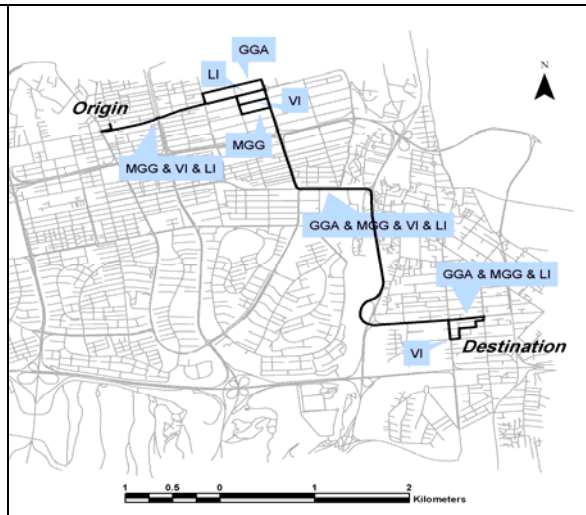 GGA
N
LI
Origin
VI
MGG
MGG & VI & LI
GGA & MGG & VI & LI
GGA & MGG & LI
VI
Destination
1 0.5 0 1 2
Kilometers